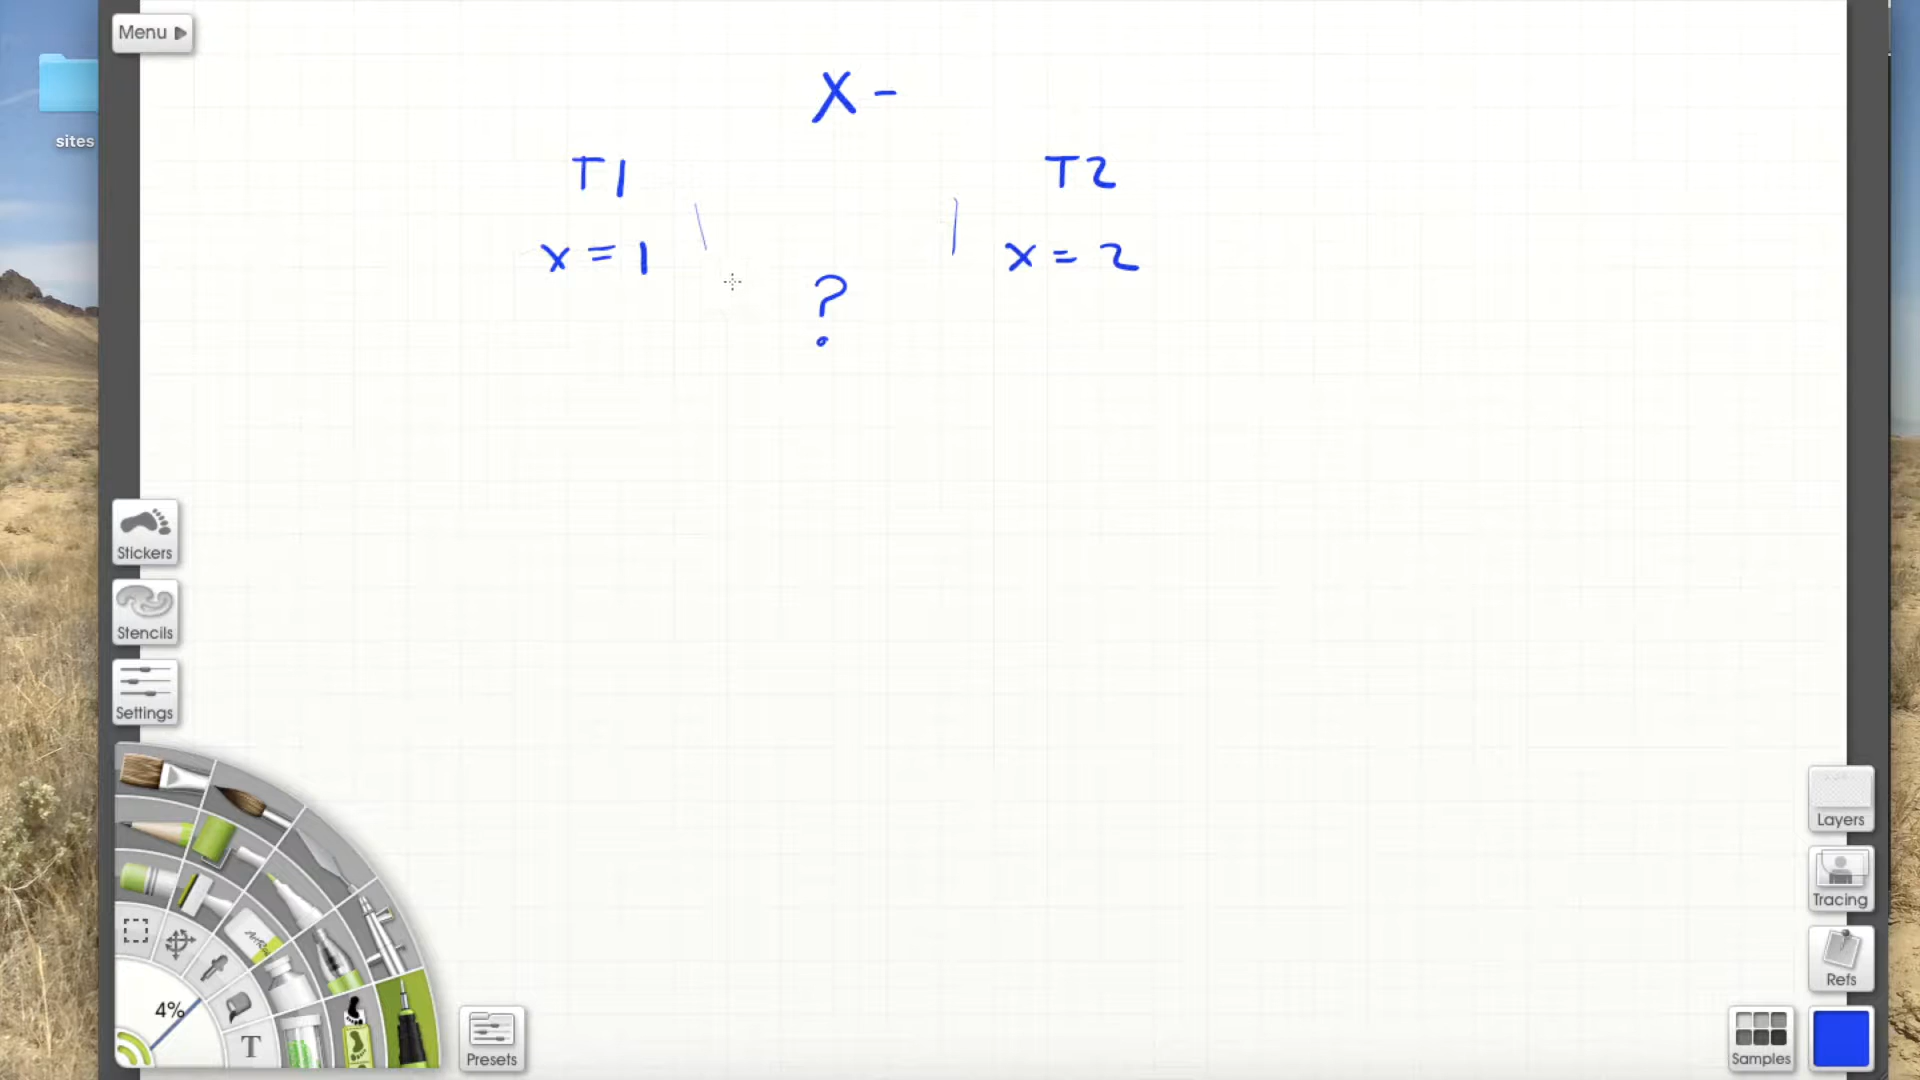 Menu
sites
X -
T1 T2
x = 1 x = 2
?
Stickers
Stencils
Settings
4%
T
Presets
Layers
Tracing
Refs
Samples